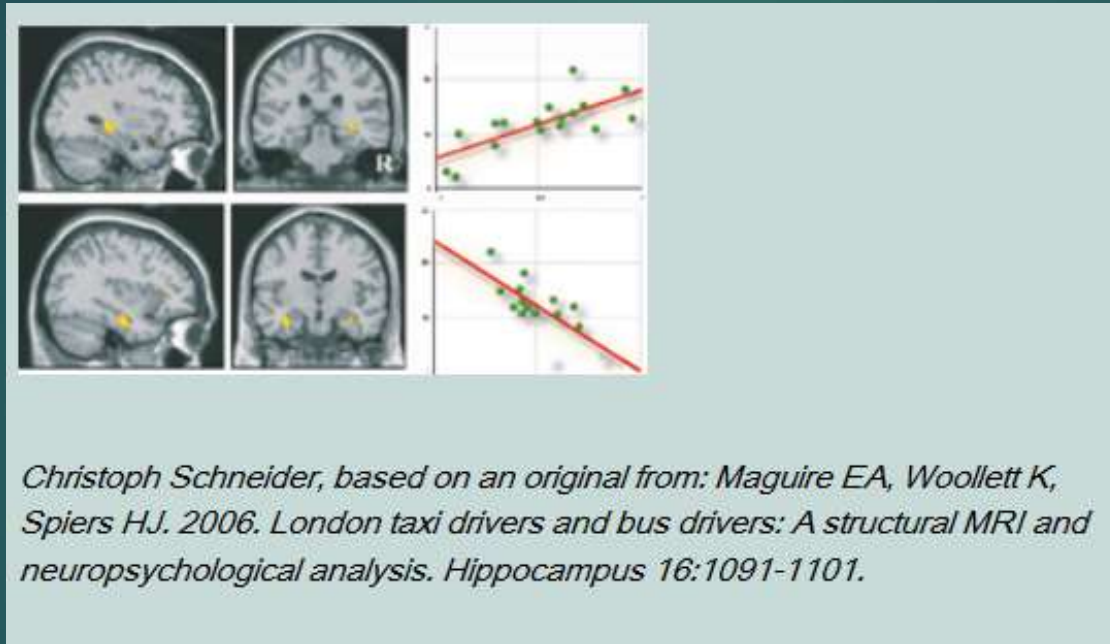 R
Christoph Schneider, based on an original from: Maguire EA, Woollett K,
Spiers HJ. 2006. London taxi drivers and bus drivers: A structural MRI and
neuropsychological analysis. Hippocampus 16:1091-1101.